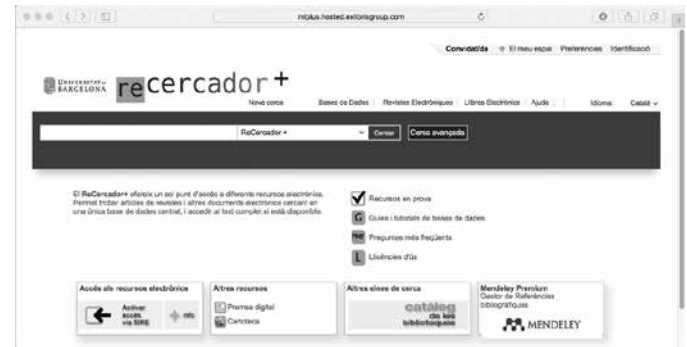 mtplus.hosted.exlibrisgroup.com
Convidat/da El meu espai Preferències Identificació
UNIVERSITAT DE BARCELONA
recercador+
Nova cerca Bases de Dades Revistes Electròniques Llibres Electrònics Ajuda Idioma: Català
ReCercador + Cercar Cerca avançada
El ReCercador+ ofereix un sol punt d'accés a diferents recursos electrònics.
Permet trobar articles de revistes i altres documents electrònics cercant en
una única base de dades central, i accedir al text complet si està disponible.
Recursos en prova
G Guies i tutorials de bases de dades
PMF Preguntes més freqüents
L Llicències d'ús
Accés als recursos electrònics
Activar
accés
via SIRE
+ info
Altres recursos
Premsa digital
Cartoteca
Altres eines de cerca
catàleg
de les
biblioteques
Mendeley Premium
Gestor de Referències
bibliogràfiques
MENDELEY